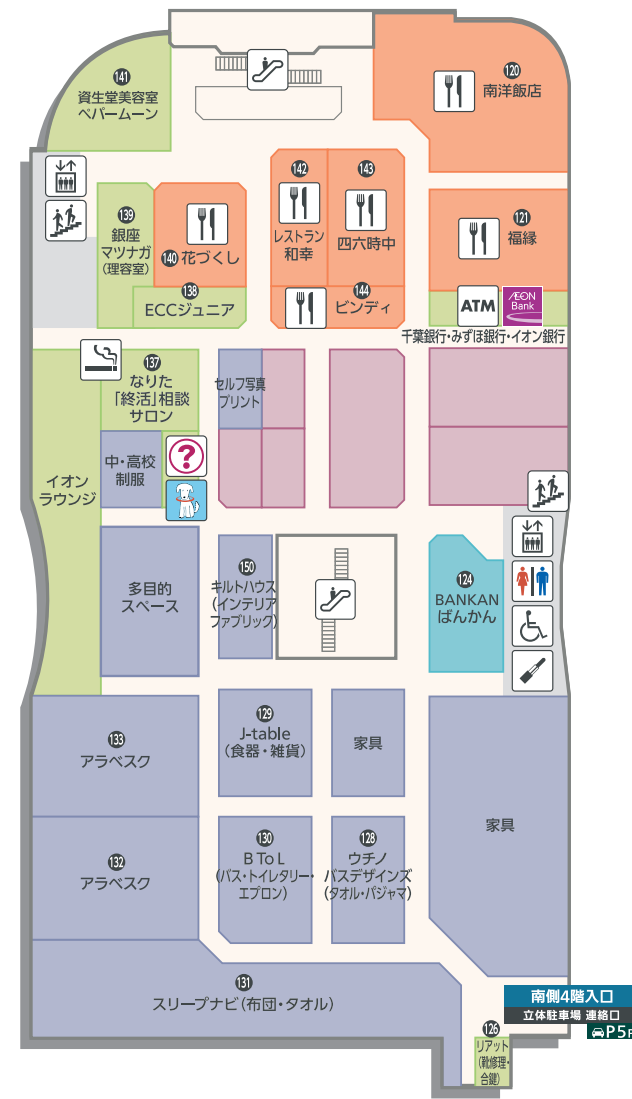 141
資生堂美容室
ペパームーン
120
南洋飯店
142
レストラン
和幸
143
四六時中
139
銀座
マツナガ
(理容室)
140 花づくし
121
福縁
138
ECCジュニア
144
ビンディ
ATM
ÆON
Bank
千葉銀行・みずほ銀行・イオン銀行
137
なりた
「終活」相談
サロン
セルフ写真
プリント
中・高校
制服
?
イオン
ラウンジ
多目的
スペース
150
キルトハウス
(インテリア
ファブリック)
124
BANKAN
ばんかん
133
アラベスク
129
J-table
(食器・雑貨)
家具
家具
132
アラベスク
130
B To L
(バス・トイレタリー・
エプロン)
128
ウチノ
バスデザインズ
(タオル・パジャマ)
131
スリープナビ(布団・タオル)
南側4階入口
立体駐車場 連絡口
P5F
126
リアット
(靴修理・
合鍵)